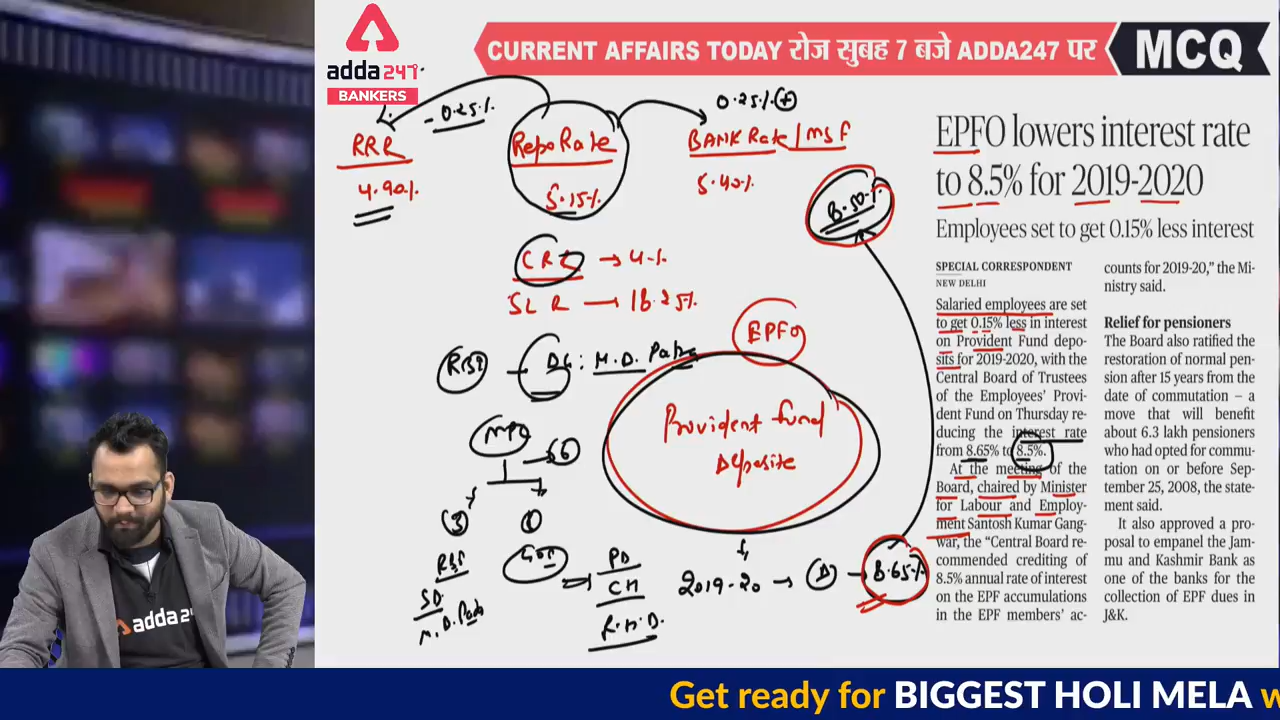 adda247
BANKERS
CURRENT AFFAIRS TODAY रोज सुबह 7 बजे ADDA247 पर
MCQ
-0.25%
0.25% +
RRR
4.90%
Repo Rate
5.15%
BANK Rate / MSF
5.40%
8.50%
CRR → 4%
SLR → 18.25%
EPFO
RBI
DG : M.D. Patra
MPC
6
3
Provident fund
Deposite
RBI
SD
M.D. Patra
GOI
PD
CH
R.H.D.
2019-20 →
8.65%
EPFO lowers interest rate
to 8.5% for 2019-2020
Employees set to get 0.15% less interest
SPECIAL CORRESPONDENT
NEW DELHI
Salaried employees are set
to get 0.15% less in interest
on Provident Fund depo-
sits for 2019-2020, with the
Central Board of Trustees
of the Employees' Provi-
dent Fund on Thursday re-
ducing the interest rate
from 8.65% to 8.5%.
At the meeting of the
Board, chaired by Minister
for Labour and Employ-
ment Santosh Kumar Gang-
war, the “Central Board re-
commended crediting of
8.5% annual rate of interest
on the EPF accumulations
in the EPF members' ac-
counts for 2019-20,” the Mi-
nistry said.
Relief for pensioners
The Board also ratified the
restoration of normal pen-
sion after 15 years from the
date of commutation – a
move that will benefit
about 6.3 lakh pensioners
who had opted for commu-
tation on or before Sep-
tember 25, 2008, the state-
ment said.
It also approved a pro-
posal to empanel the Jam-
mu and Kashmir Bank as
one of the banks for the
collection of EPF dues in
J&K.
adda247
Get ready for BIGGEST HOLI MELA w